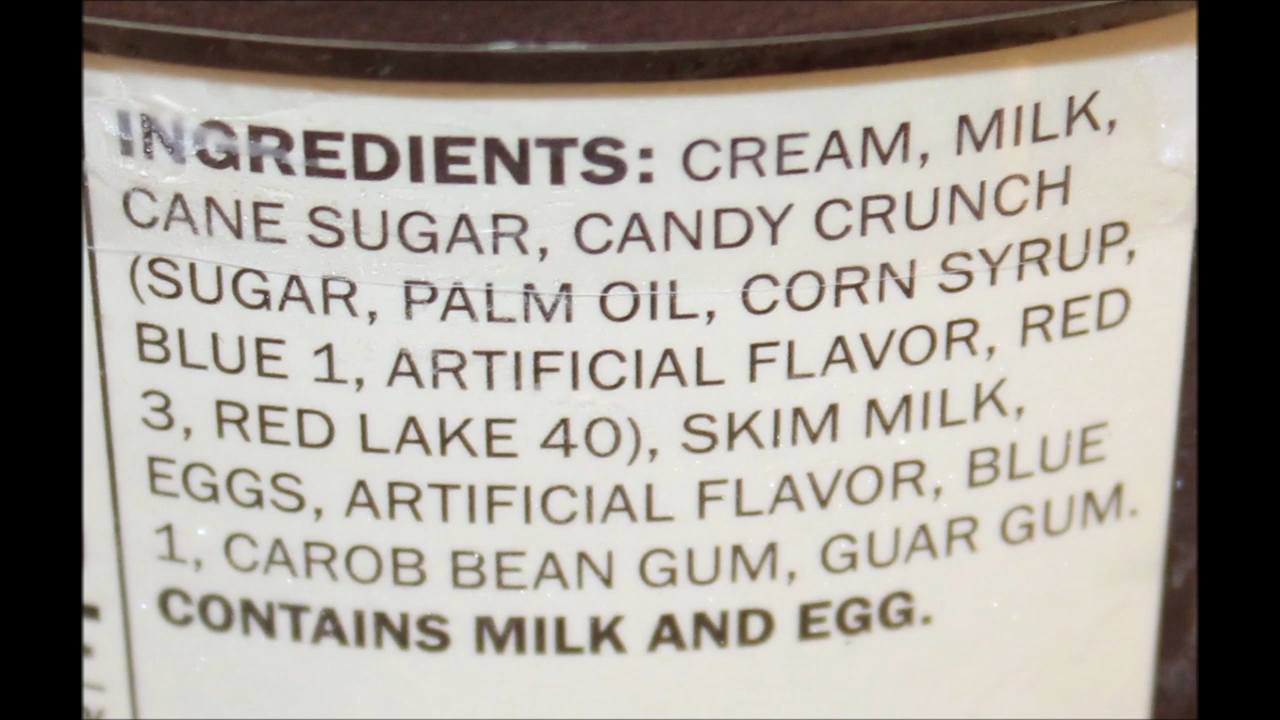 INGREDIENTS: CREAM, MILK,
CANE SUGAR, CANDY CRUNCH
(SUGAR, PALM OIL, CORN SYRUP,
BLUE 1, ARTIFICIAL FLAVOR, RED
3, RED LAKE 40), SKIM MILK,
EGGS, ARTIFICIAL FLAVOR, BLUE
1, CAROB BEAN GUM, GUAR GUM.
CONTAINS MILK AND EGG.